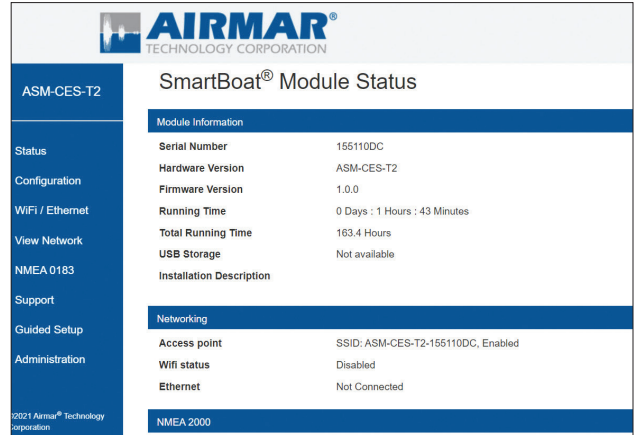 AIRMAR®
TECHNOLOGY CORPORATION
ASM-CES-T2
Status
Configuration
WiFi / Ethernet
View Network
NMEA 0183
Support
Guided Setup
Administration
2021 Airmar® Technology
Corporation
SmartBoat® Module Status
Module Information
Serial Number 155110DC
Hardware Version ASM-CES-T2
Firmware Version 1.0.0
Running Time 0 Days : 1 Hours : 43 Minutes
Total Running Time 163.4 Hours
USB Storage Not available
Installation Description
Networking
Access point SSID: ASM-CES-T2-155110DC, Enabled
Wifi status Disabled
Ethernet Not Connected
NMEA 2000